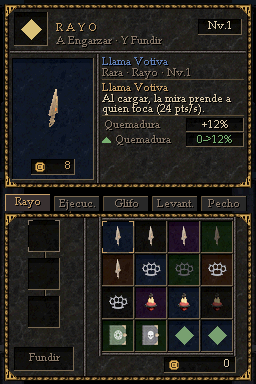 RAYO
Nv.1
A Engarzar · Y Fundir
Llama Votiva
Rara · Rayo · Nv.1
Llama Votiva
Al cargar, la mira prende a
quien foca (24 pts/s).
Quemadura +12%
Quemadura 0->12%
8
Rayo Ejecuc. Glifo Levant. Pecho
Fundir
0